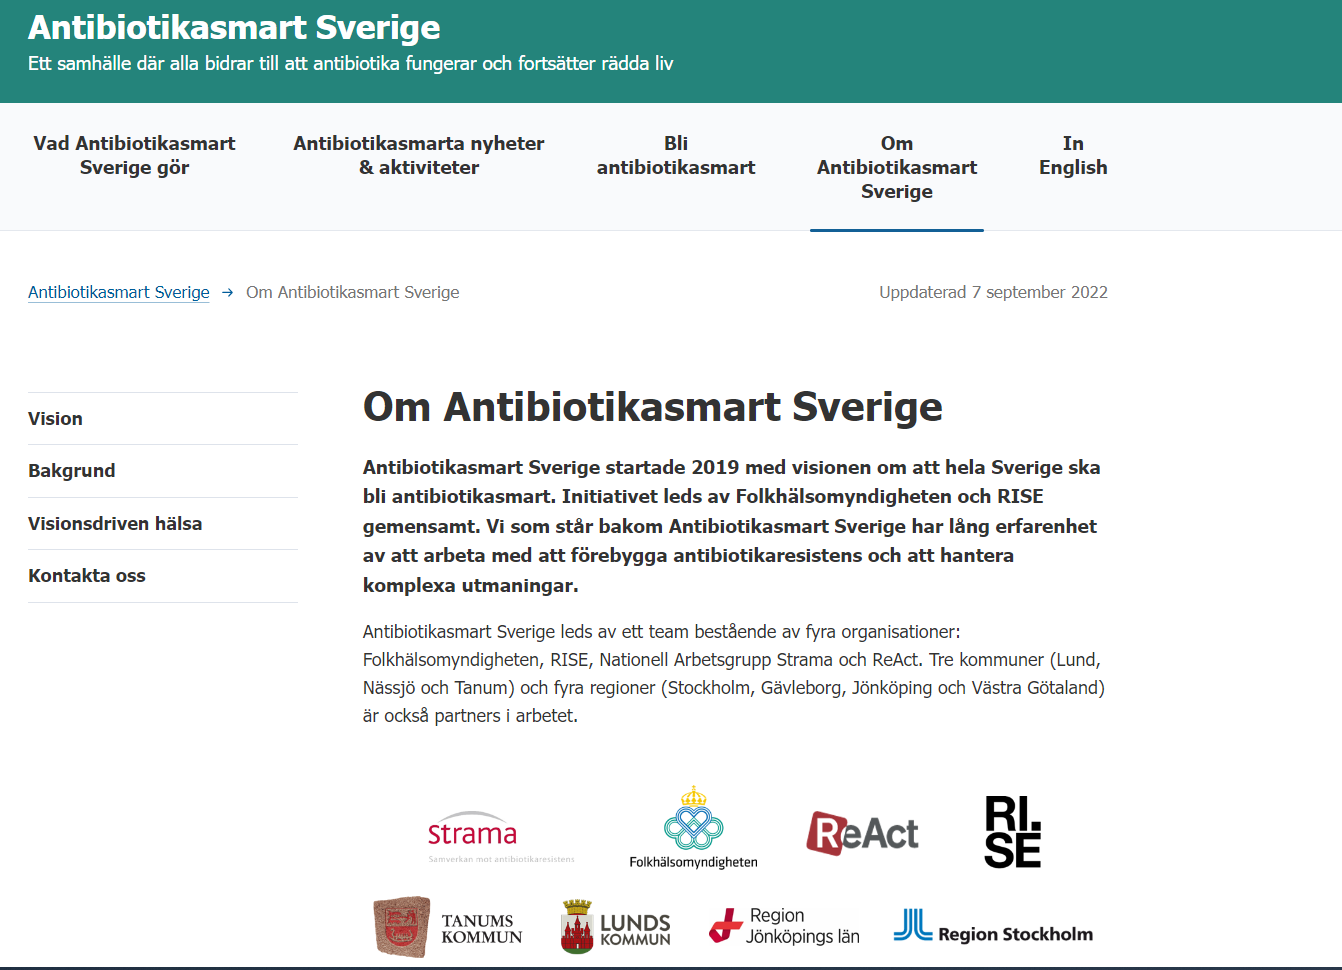 Antibiotikasmart Sverige
Ett samhälle där alla bidrar till att antibiotika fungerar och fortsätter rädda liv
Vad Antibiotikasmart
Sverige gör
Antibiotikasmarta nyheter
& aktiviteter
Bli
antibiotikasmart
Om
Antibiotikasmart
Sverige
In
English
Antibiotikasmart Sverige → Om Antibiotikasmart Sverige
Uppdaterad 7 september 2022
Vision
Bakgrund
Visionsdriven hälsa
Kontakta oss
Om Antibiotikasmart Sverige
Antibiotikasmart Sverige startade 2019 med visionen om att hela Sverige ska
bli antibiotikasmart. Initiativet leds av Folkhälsomyndigheten och RISE
gemensamt. Vi som står bakom Antibiotikasmart Sverige har lång erfarenhet
av att arbeta med att förebygga antibiotikaresistens och att hantera
komplexa utmaningar.
Antibiotikasmart Sverige leds av ett team bestående av fyra organisationer:
Folkhälsomyndigheten, RISE, Nationell Arbetsgrupp Strama och ReAct. Tre kommuner (Lund,
Nässjö och Tanum) och fyra regioner (Stockholm, Gävleborg, Jönköping och Västra Götaland)
är också partners i arbetet.
Strama
Samverkan mot antibiotikaresistens
Folkhälsomyndigheten
ReAct
RI.
SE
TANUMS
KOMMUN
LUNDS
KOMMUN
Region
Jönköpings län
Region Stockholm